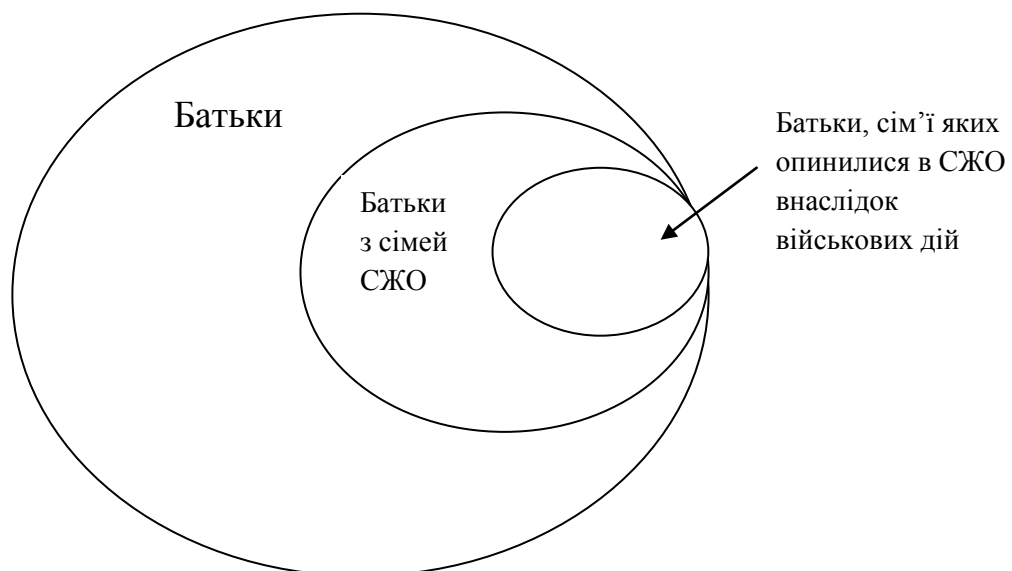 Батьки
Батьки
з сімей
СЖО
Батьки, сім’ї яких
опинилися в СЖО
внаслідок
військових дій